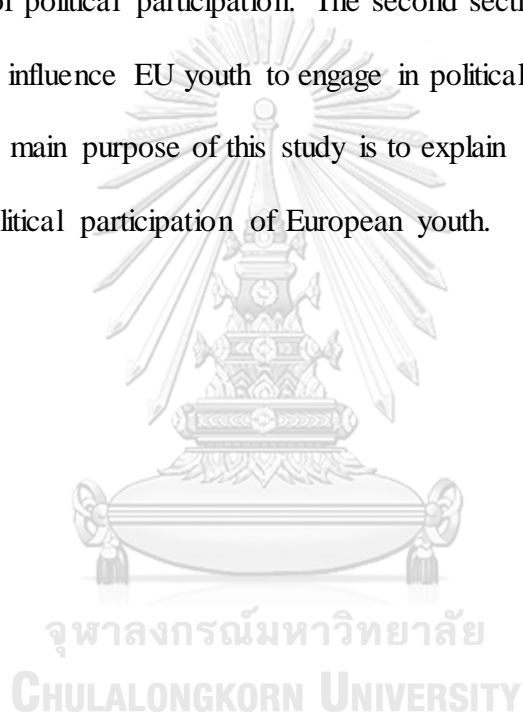 of political participation. The second secti
influence EU youth to engage in political
main purpose of this study is to explain
litical participation of European youth.
จุฬาลงกรณ์มหาวิทยาลัย
CHULALONGKORN UNIVERSITY